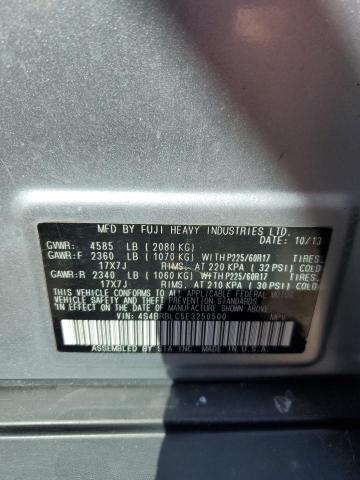 MFD BY FUJI HEAVY INDUSTRIES LTD.
DATE: 10/13
GVWR: 4585 LB ( 2080 KG)
GAWR:F 2360 LB ( 1070 KG) WITH P225/60R17 TIRES,
17X7J RIMS, AT 220 KPA ( 32 PSI) COLD.
GAWR:R 2340 LB ( 1060 KG) WITH P225/60R17 TIRES,
17X7J RIMS, AT 210 KPA ( 30 PSI) COLD.
THIS VEHICLE CONFORMS TO ALL APPLICABLE FEDERAL MOTOR
VEHICLE SAFETY, BUMPER, AND THEFT PREVENTION STANDARDS
IN EFFECT ON THE DATE OF MANUFACTURE SHOWN ABOVE.
VIN: 4S4BRBLC5E3250500 MPV
SIA INC. MADE IN U.S.A.